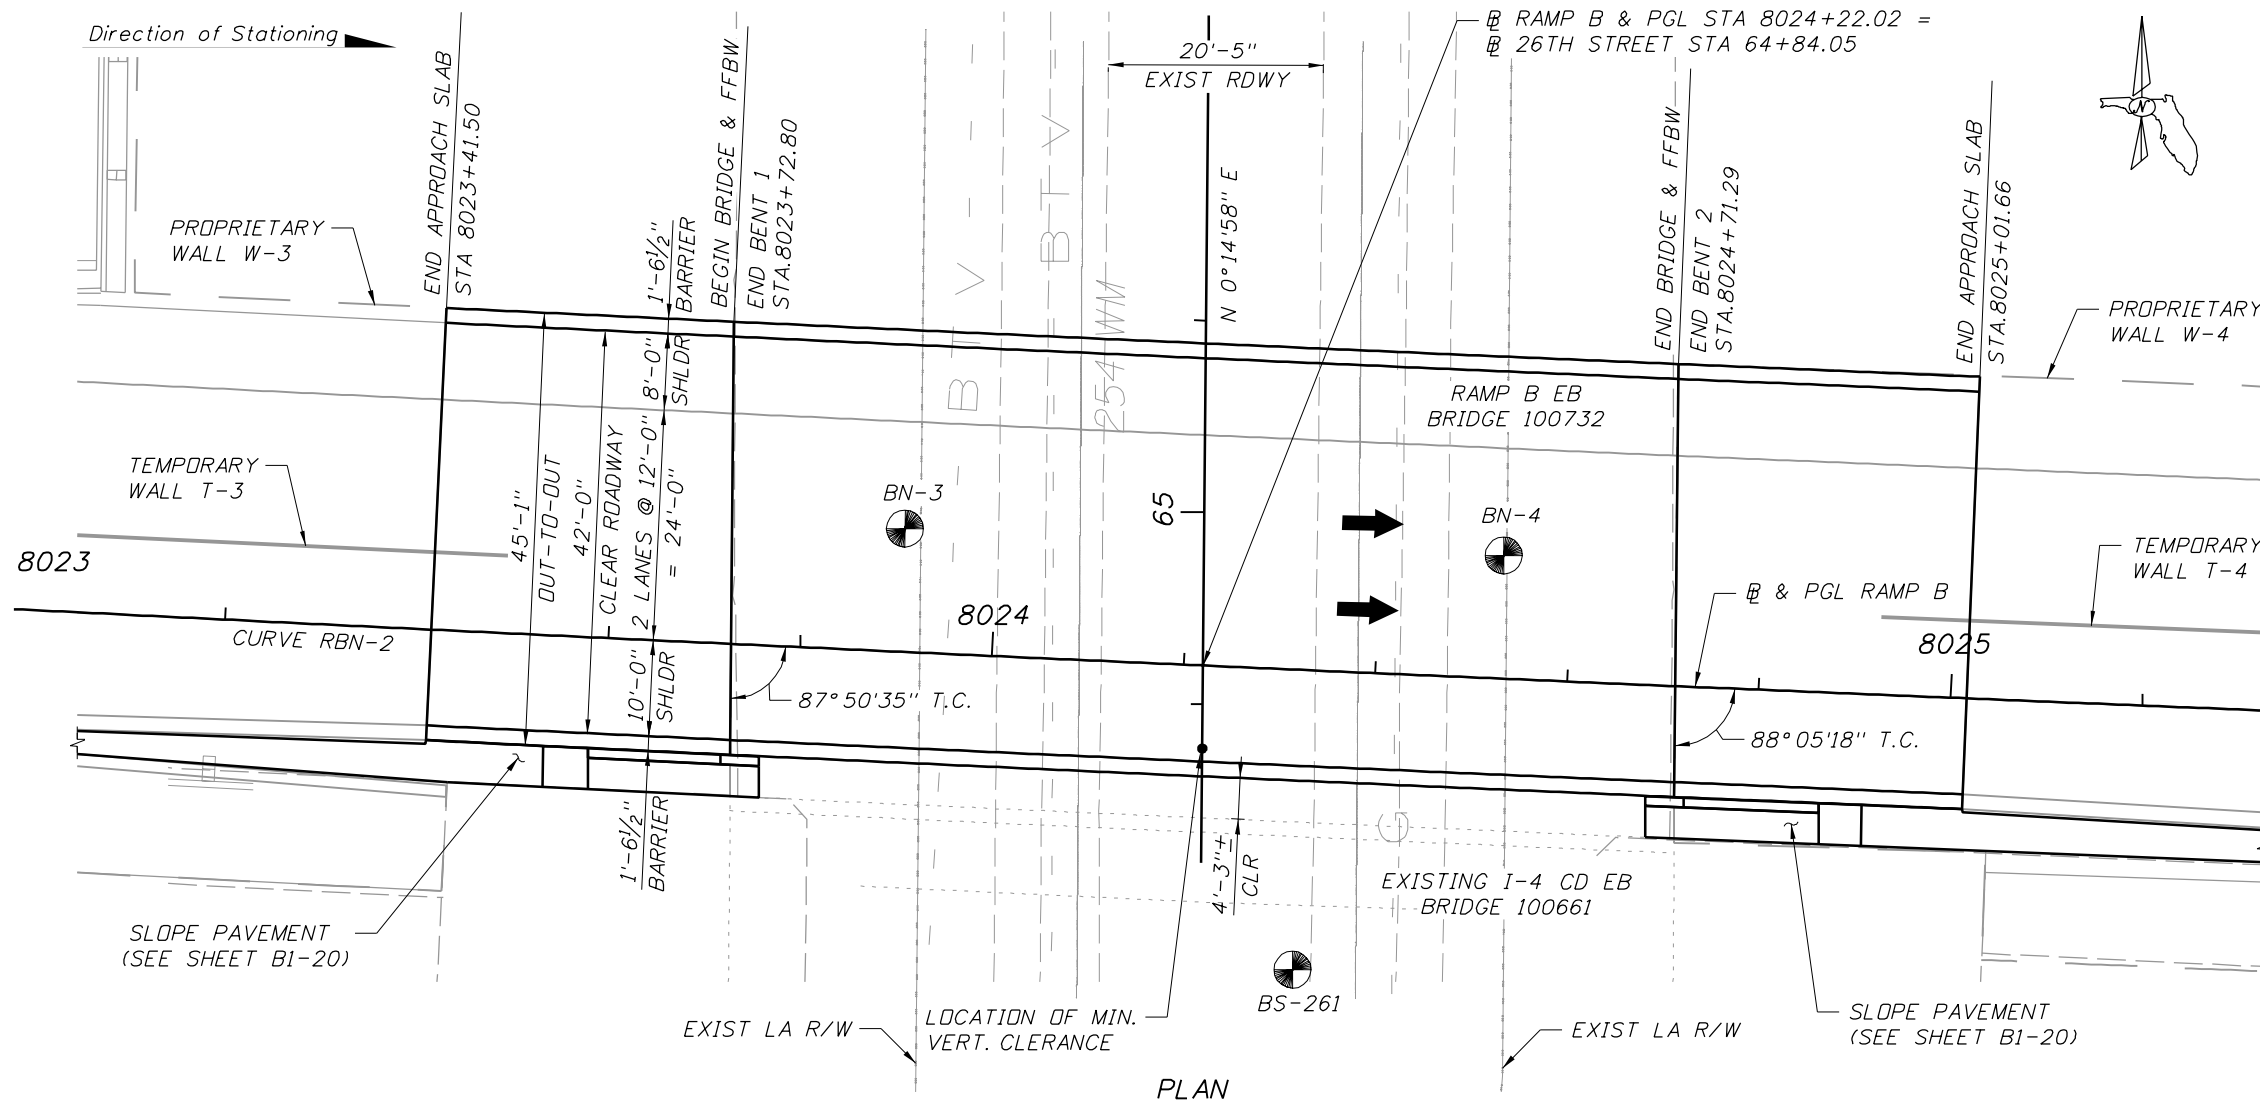 Direction of Stationing
END APPROACH SLAB
STA 8023+41.50
BEGIN BRIDGE & FFBW
END BENT 1
STA.8023+72.80
20'-5"
EXIST RDWY
℄ RAMP B & PGL STA 8024+22.02 =
℄ 26TH STREET STA 64+84.05
N
END BRIDGE & FFBW
END BENT 2
STA.8024+71.29
END APPROACH SLAB
STA.8025+01.66
PROPRIETARY
WALL W-3
1'-6½"
BARRIER
BTV
BTV
254 WM
N 0°14'58" E
PROPRIETARY
WALL W-4
8'-0"
SHLDR
RAMP B EB
BRIDGE 100732
TEMPORARY
WALL T-3
45'-1"
OUT-TO-OUT
42'-0"
CLEAR ROADWAY
2 LANES @ 12'-0"
= 24'-0"
BN-3
65
BN-4
TEMPORARY
WALL T-4
8023
CURVE RBN-2
8024
℄ & PGL RAMP B
8025
10'-0"
SHLDR
87°50'35" T.C.
88°05'18" T.C.
1'-6½"
BARRIER
4'-3"±
CLR
G
EXISTING I-4 CD EB
BRIDGE 100661
SLOPE PAVEMENT
(SEE SHEET B1-20)
BS-261
EXIST LA R/W
LOCATION OF MIN.
VERT. CLERANCE
EXIST LA R/W
SLOPE PAVEMENT
(SEE SHEET B1-20)
PLAN